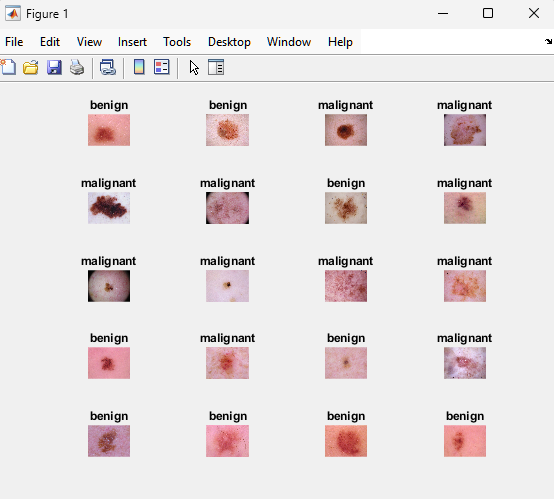 Figure 1
File Edit View Insert Tools Desktop Window Help
benign benign malignant malignant
malignant malignant benign malignant
malignant malignant malignant malignant
benign malignant benign malignant
benign benign benign benign